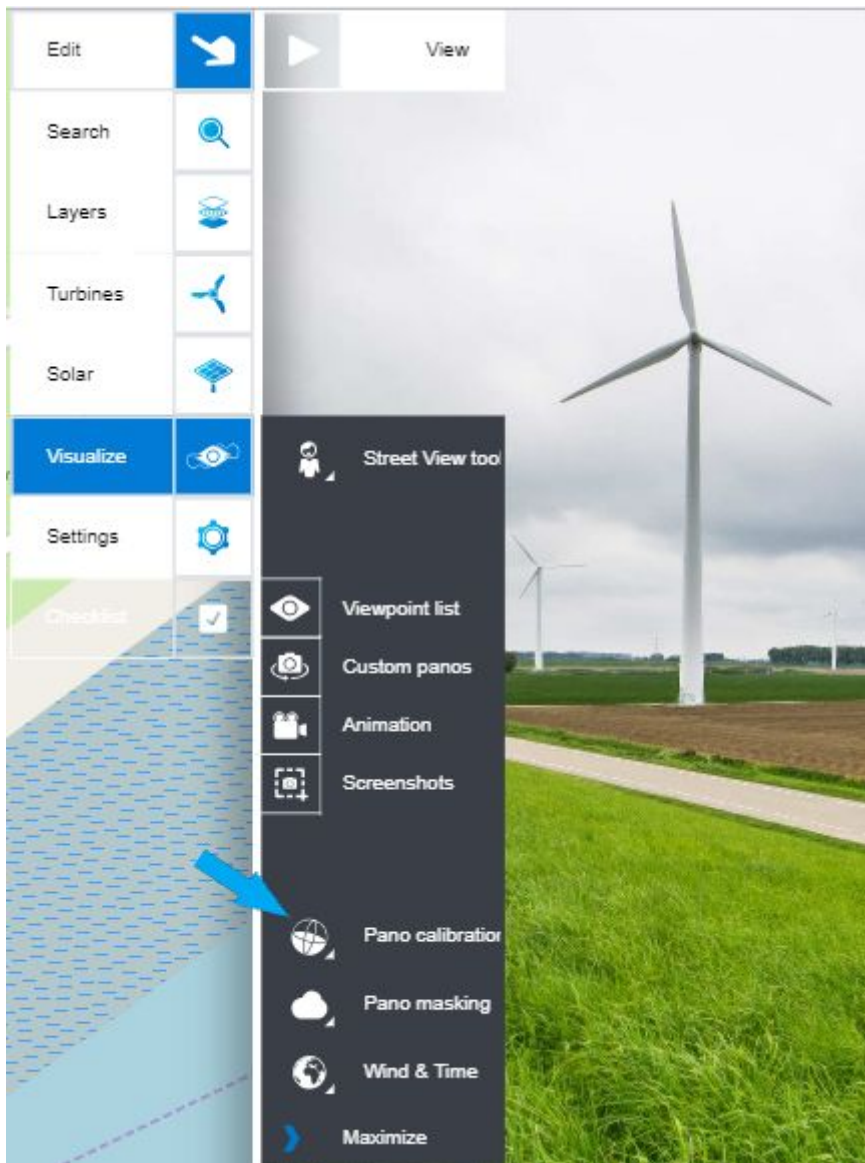 Edit
View
Search
Layers
Turbines
Solar
Visualize
Street View tool
Settings
Checklist
Viewpoint list
Custom panos
Animation
Screenshots
Pano calibration
Pano masking
Wind & Time
Maximize